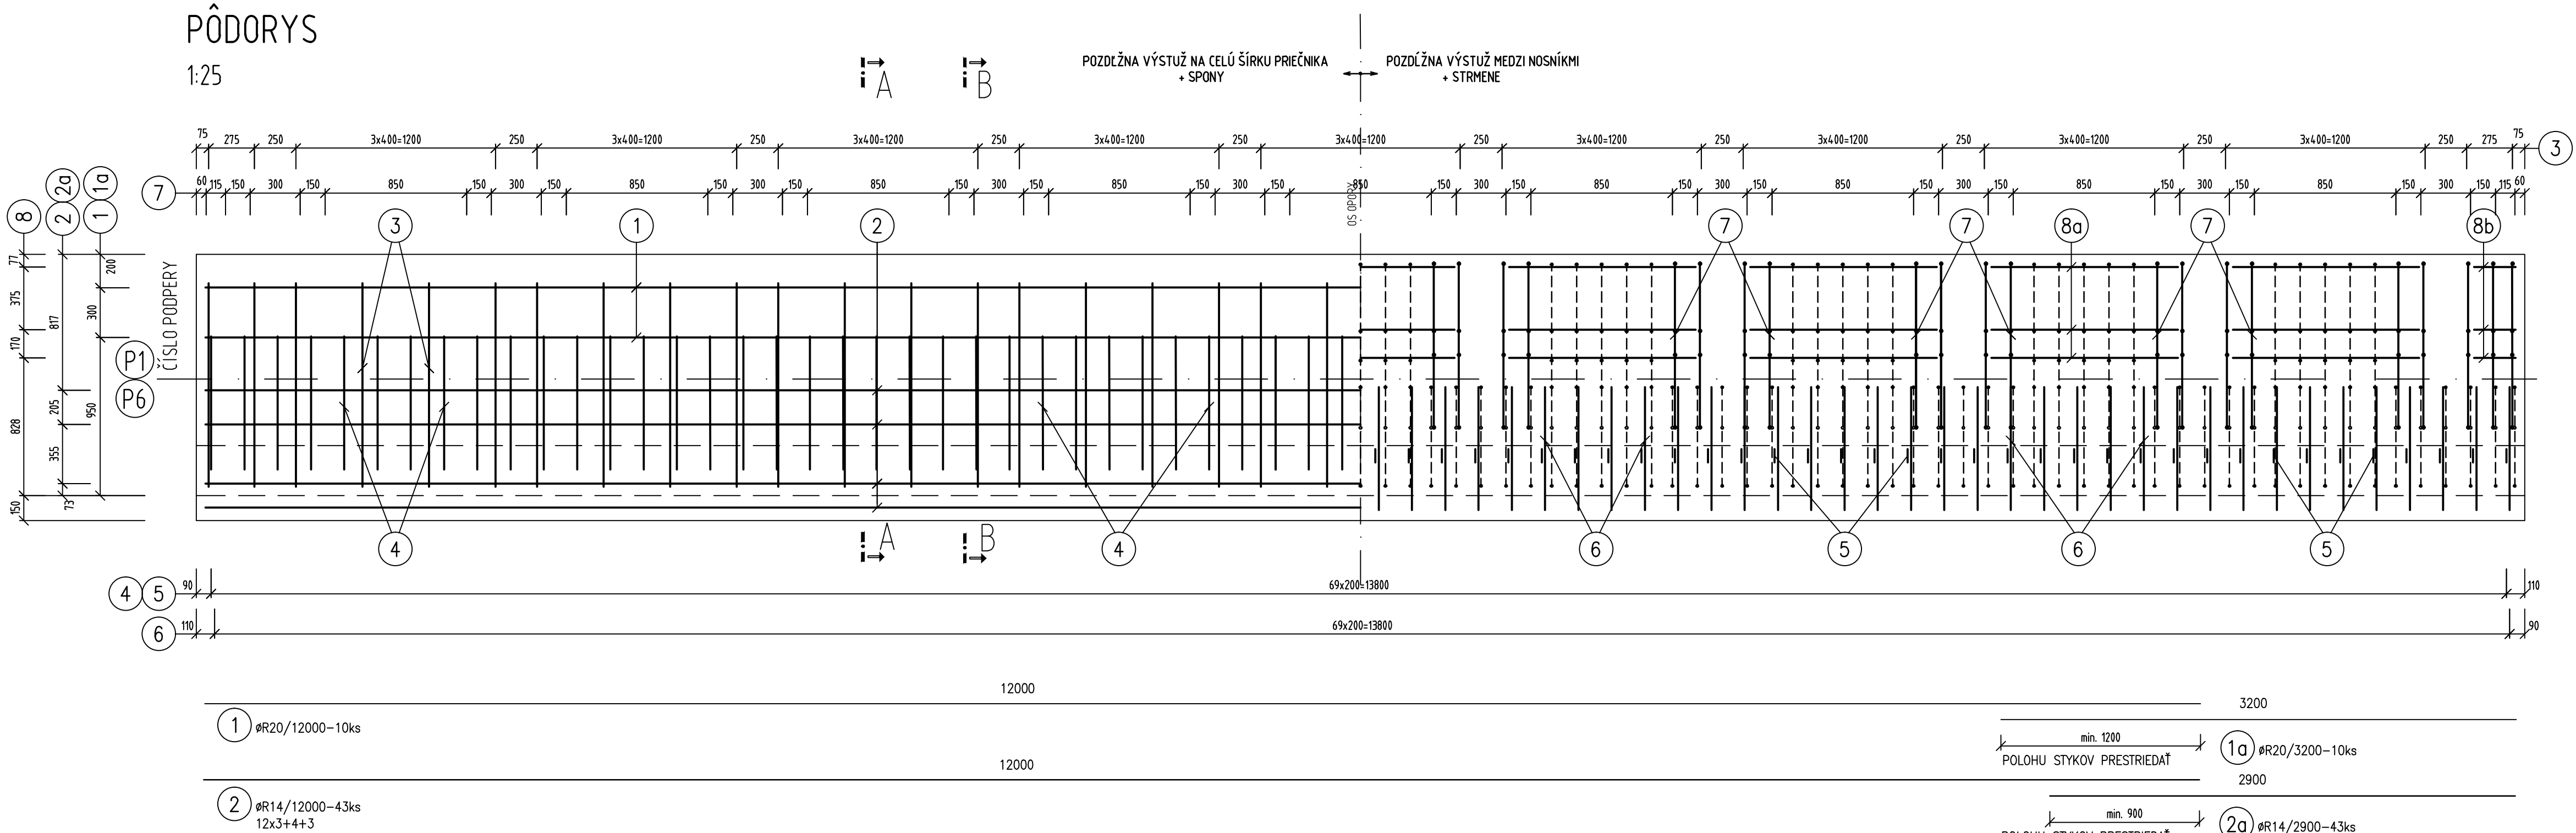 PÔDORYS
1:25
A
B
POZDĹŽNA VÝSTUŽ NA CELÚ ŠÍRKU PRIEČNIKA
+ SPONY
POZDĹŽNA VÝSTUŽ MEDZI NOSNÍKMI
+ STRMENE
75 275 250 3x400=1200 250 3x400=1200 250 3x400=1200 250 3x400=1200 250 3x400=1200 250 3x400=1200 250 3x400=1200 250 3x400=1200 250 3x400=1200 250 275 75
3
7
60 115 150 300 150 850 150 300 150 850 150 300 150 850 150 300 150 850 150 300 150 850 150 300 150 850 150 300 150 850 150 300 150 850 150 300 150 850 150 300 150 115 60
OS OPORY
8
2 2a
1 1a
3
1
2
7
7
8a
7
8b
77
375
170
828
150
817
205
355
73
200
300
950
ČÍSLO PODPERY
P1
P6
4
A
B
4
6
5
6
5
4 5 90 69x200=13800 110
6 110 69x200=13800 90
12000
1 øR20/12000-10ks
3200
min. 1200
POLOHU STYKOV PRESTRIEDAŤ
1a øR20/3200-10ks
12000
2 øR14/12000-43ks
12x3+4+3
2900
min. 900
POLOHU STYKOV PRESTRIEDAŤ
2a øR14/2900-43ks